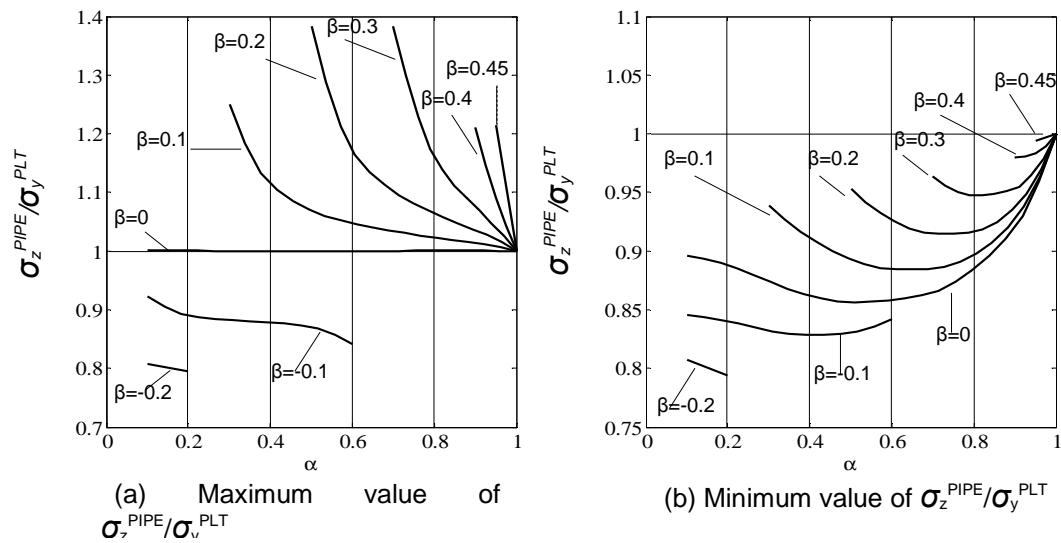 1.4
1.3
1.2
1.1
1
0.9
0.8
0.7
0
0.2
0.4
0.6
0.8
1
α
σz^PIPE/σy^PLT
β=0.2
β=0.3
β=0.45
β=0.4
β=0.1
β=0
β=-0.1
β=-0.2
(a) Maximum value of
σz^PIPE/σy^PLT
1.1
1.05
1
0.95
0.9
0.85
0.8
0.75
0
0.2
0.4
0.6
0.8
1
α
σz^PIPE/σy^PLT
β=0.45
β=0.4
β=0.3
β=0.2
β=0.1
β=0
β=-0.1
β=-0.2
(b) Minimum value of σz^PIPE/σy^PLT